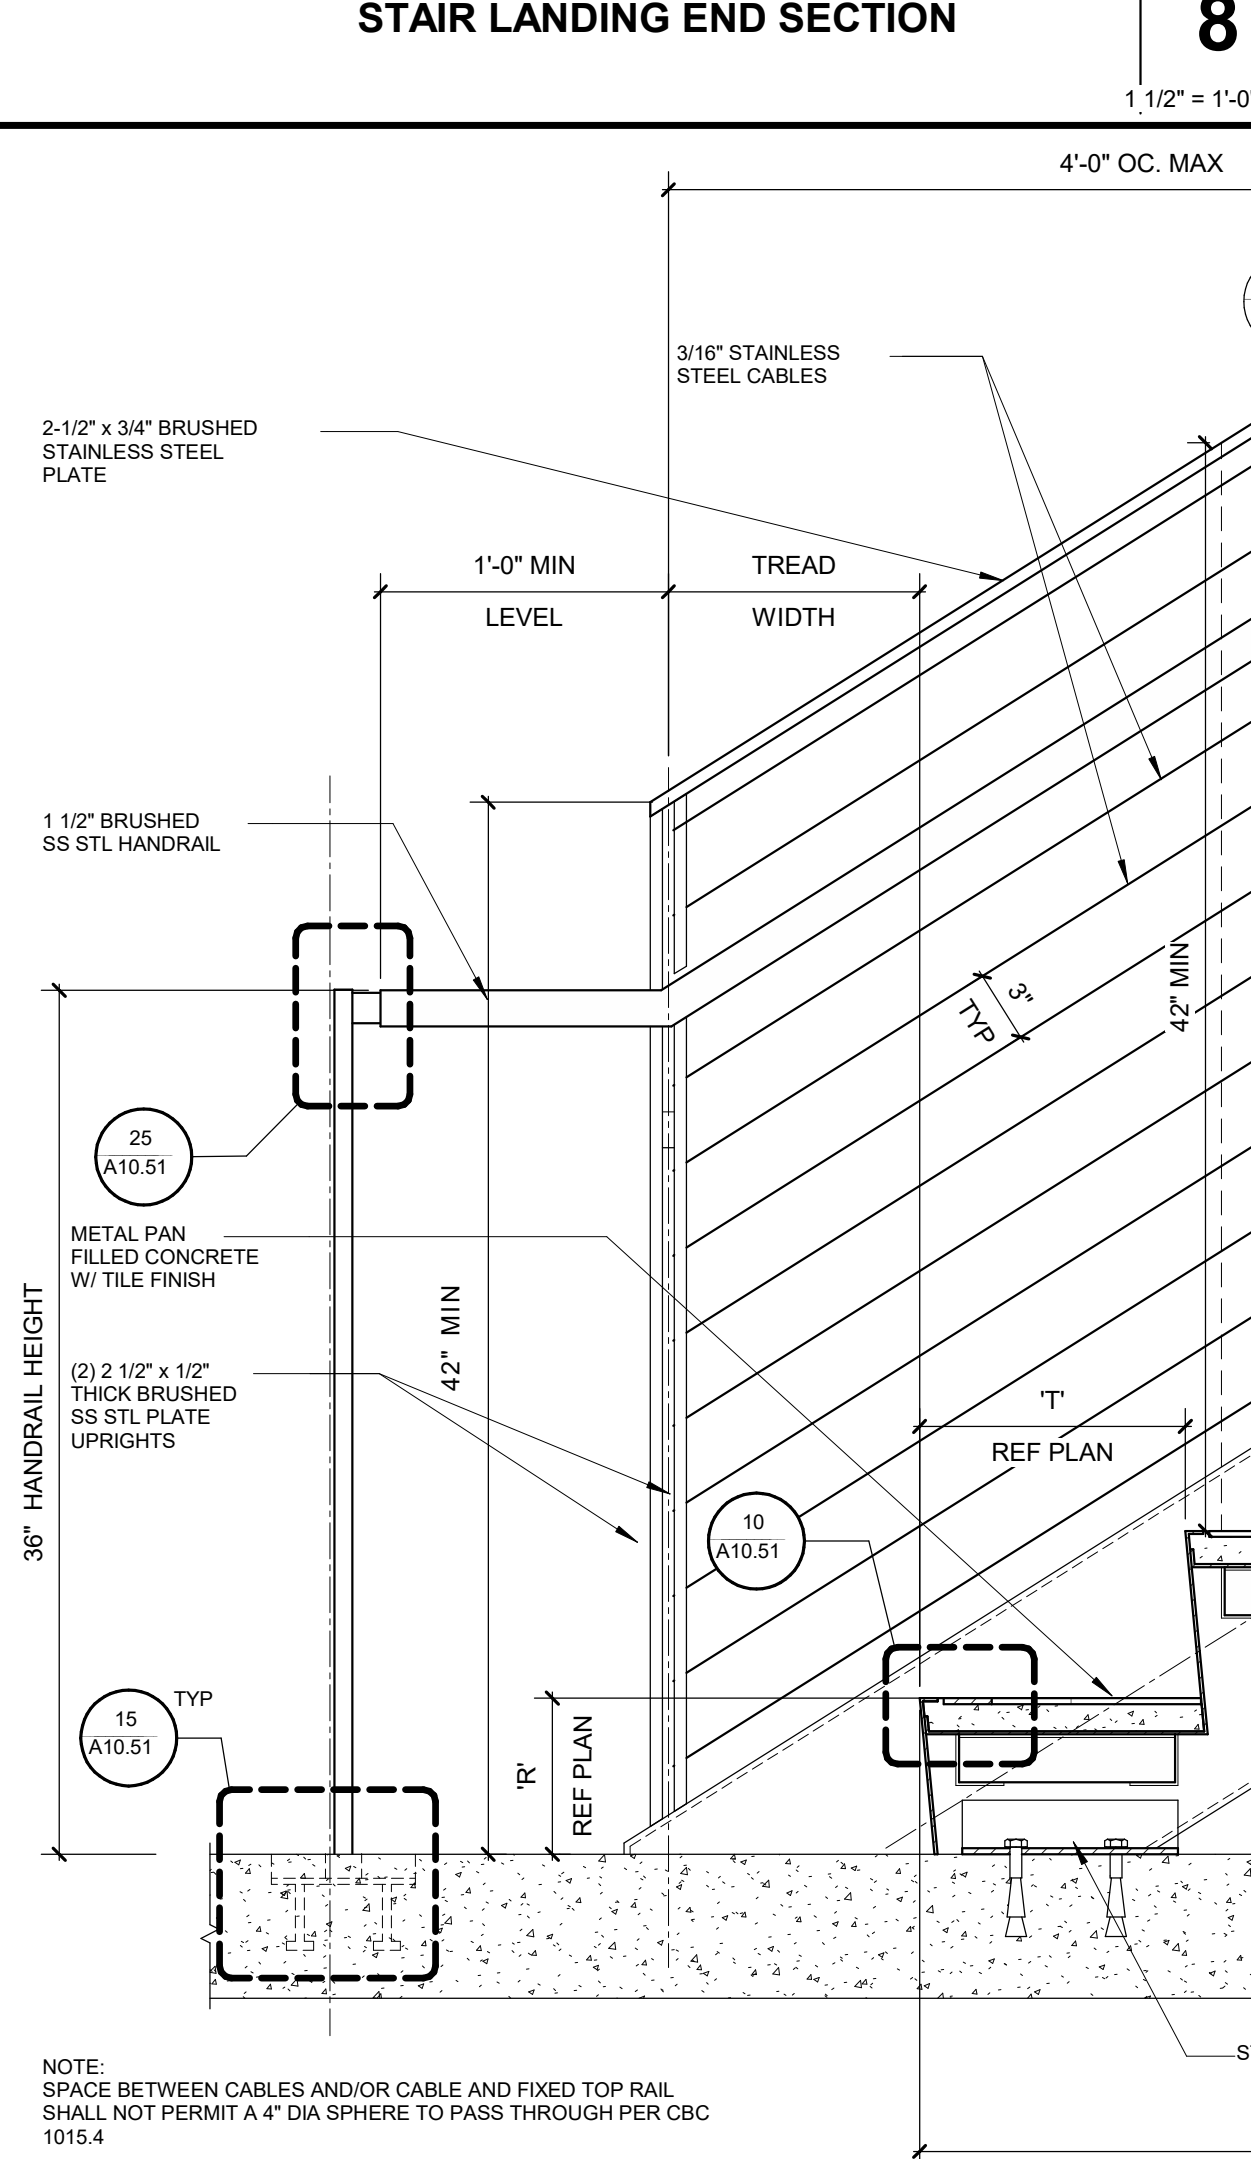 STAIR LANDING END SECTION
8
1 1/2" = 1'-0"
4'-0" OC. MAX
3/16" STAINLESS
STEEL CABLES
2-1/2" x 3/4" BRUSHED
STAINLESS STEEL
PLATE
1'-0" MIN
LEVEL
TREAD
WIDTH
1 1/2" BRUSHED
SS STL HANDRAIL
42" MIN
3"
TYP
25
A10.51
METAL PAN
FILLED CONCRETE
W/ TILE FINISH
36" HANDRAIL HEIGHT
42" MIN
(2) 2 1/2" x 1/2"
THICK BRUSHED
SS STL PLATE
UPRIGHTS
'T'
REF PLAN
10
A10.51
15
A10.51
TYP
'R'
REF PLAN
NOTE:
SPACE BETWEEN CABLES AND/OR CABLE AND FIXED TOP RAIL
SHALL NOT PERMIT A 4" DIA SPHERE TO PASS THROUGH PER CBC
1015.4